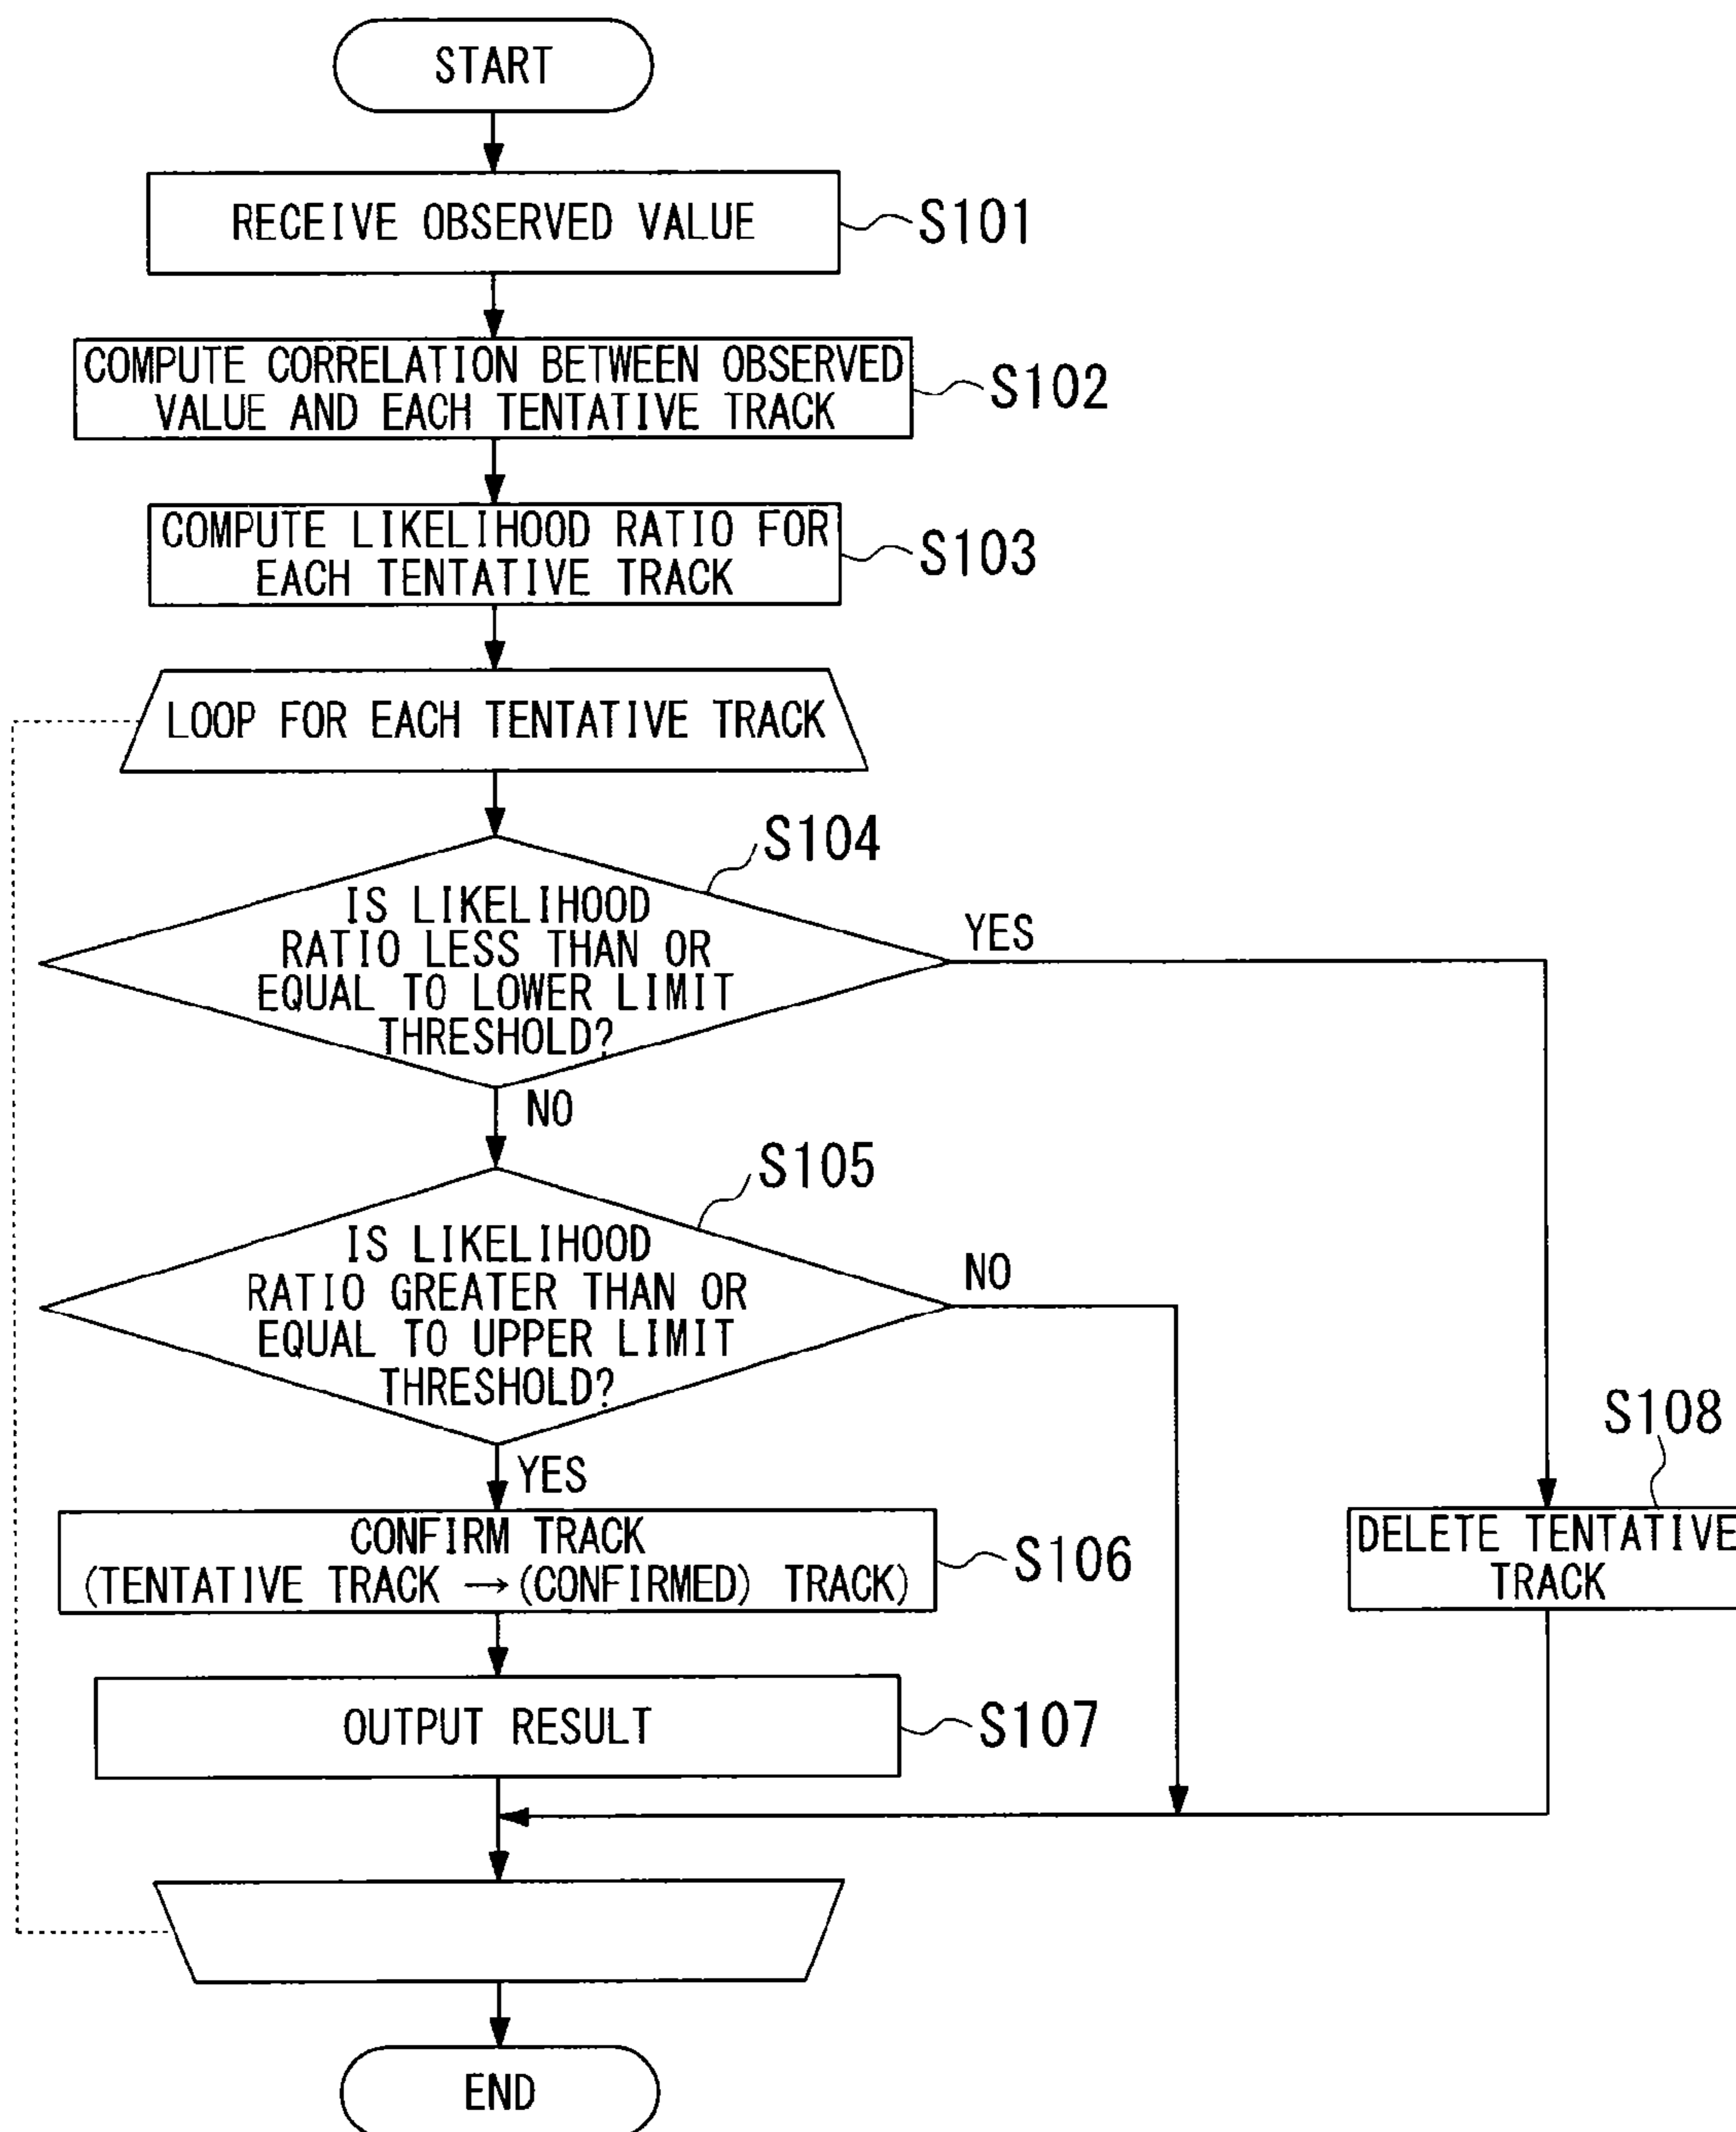 START
RECEIVE OBSERVED VALUE
S101
COMPUTE CORRELATION BETWEEN OBSERVED
VALUE AND EACH TENTATIVE TRACK
S102
COMPUTE LIKELIHOOD RATIO FOR
EACH TENTATIVE TRACK
S103
LOOP FOR EACH TENTATIVE TRACK
S104
IS LIKELIHOOD
RATIO LESS THAN OR
EQUAL TO LOWER LIMIT
THRESHOLD?
YES
NO
S105
IS LIKELIHOOD
RATIO GREATER THAN OR
EQUAL TO UPPER LIMIT
THRESHOLD?
NO
YES
S108
DELETE TENTATIVE
TRACK
CONFIRM TRACK
(TENTATIVE TRACK → (CONFIRMED) TRACK)
S106
OUTPUT RESULT
S107
END